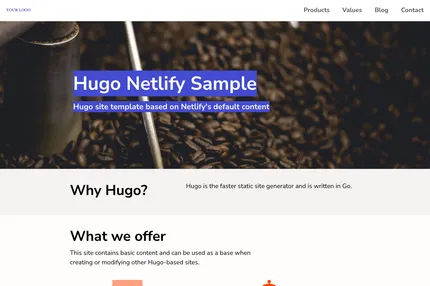 YOUR LOGO
Products Values Blog Contact
Hugo Netlify Sample
Hugo site template based on Netlify's default content
Why Hugo?
Hugo is the faster static site generator and is written in Go.
What we offer
This site contains basic content and can be used as a base when
creating or modifying other Hugo-based sites.